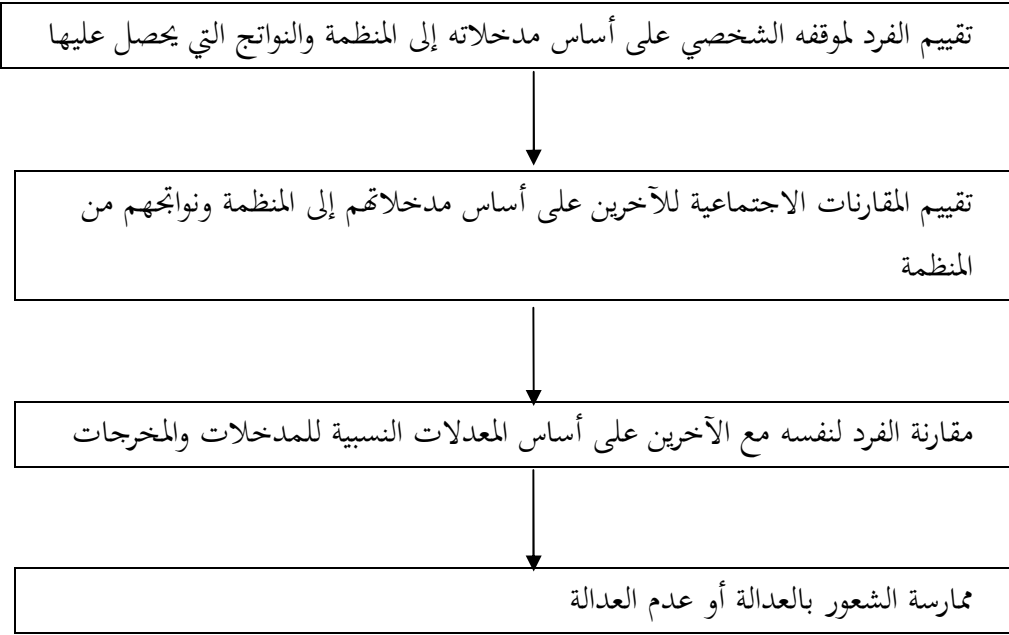 تقييم الفرد لموقفه الشخصي على أساس مدخلاته إلى المنظمة والنواتج التي يحصل عليها
تقييم المقارنات الاجتماعية للآخرين على أساس مدخلاتهم إلى المنظمة ونواتجهم من
المنظمة
مقارنة الفرد لنفسه مع الآخرين على أساس المعدلات النسبية للمدخلات والمخرجات
ممارسة الشعور بالعدالة أو عدم العدالة